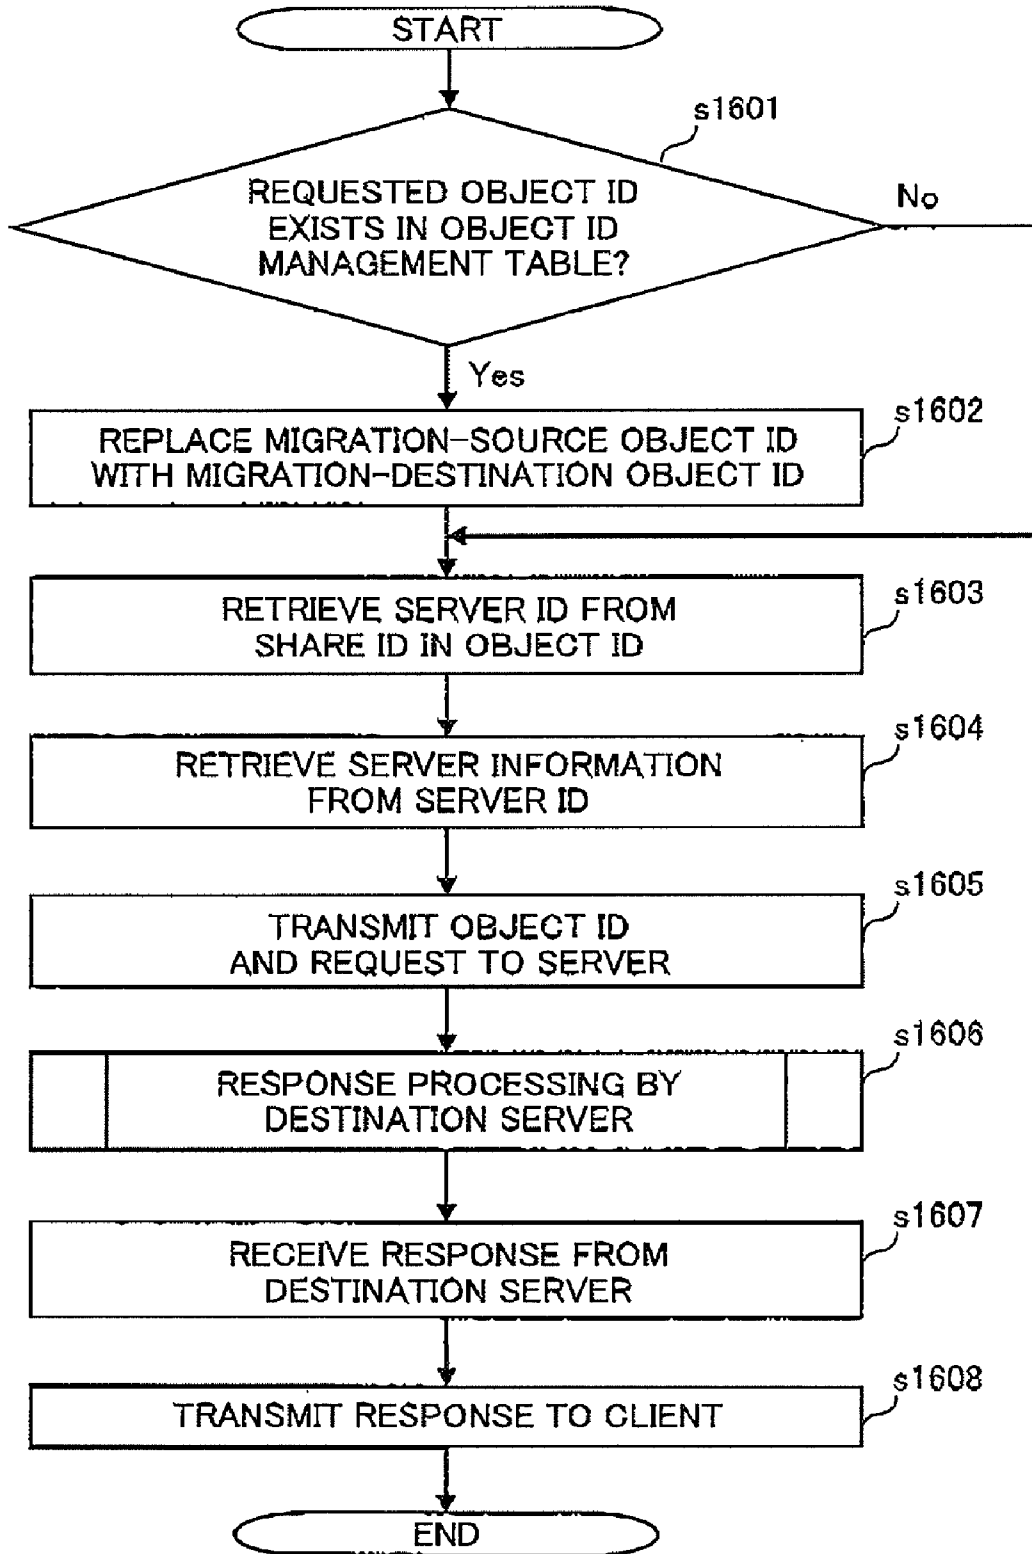 START
s1601
REQUESTED OBJECT ID
EXISTS IN OBJECT ID
MANAGEMENT TABLE?
No
Yes
s1602
REPLACE MIGRATION-SOURCE OBJECT ID
WITH MIGRATION-DESTINATION OBJECT ID
s1603
RETRIEVE SERVER ID FROM
SHARE ID IN OBJECT ID
s1604
RETRIEVE SERVER INFORMATION
FROM SERVER ID
s1605
TRANSMIT OBJECT ID
AND REQUEST TO SERVER
s1606
RESPONSE PROCESSING BY
DESTINATION SERVER
s1607
RECEIVE RESPONSE FROM
DESTINATION SERVER
s1608
TRANSMIT RESPONSE TO CLIENT
END